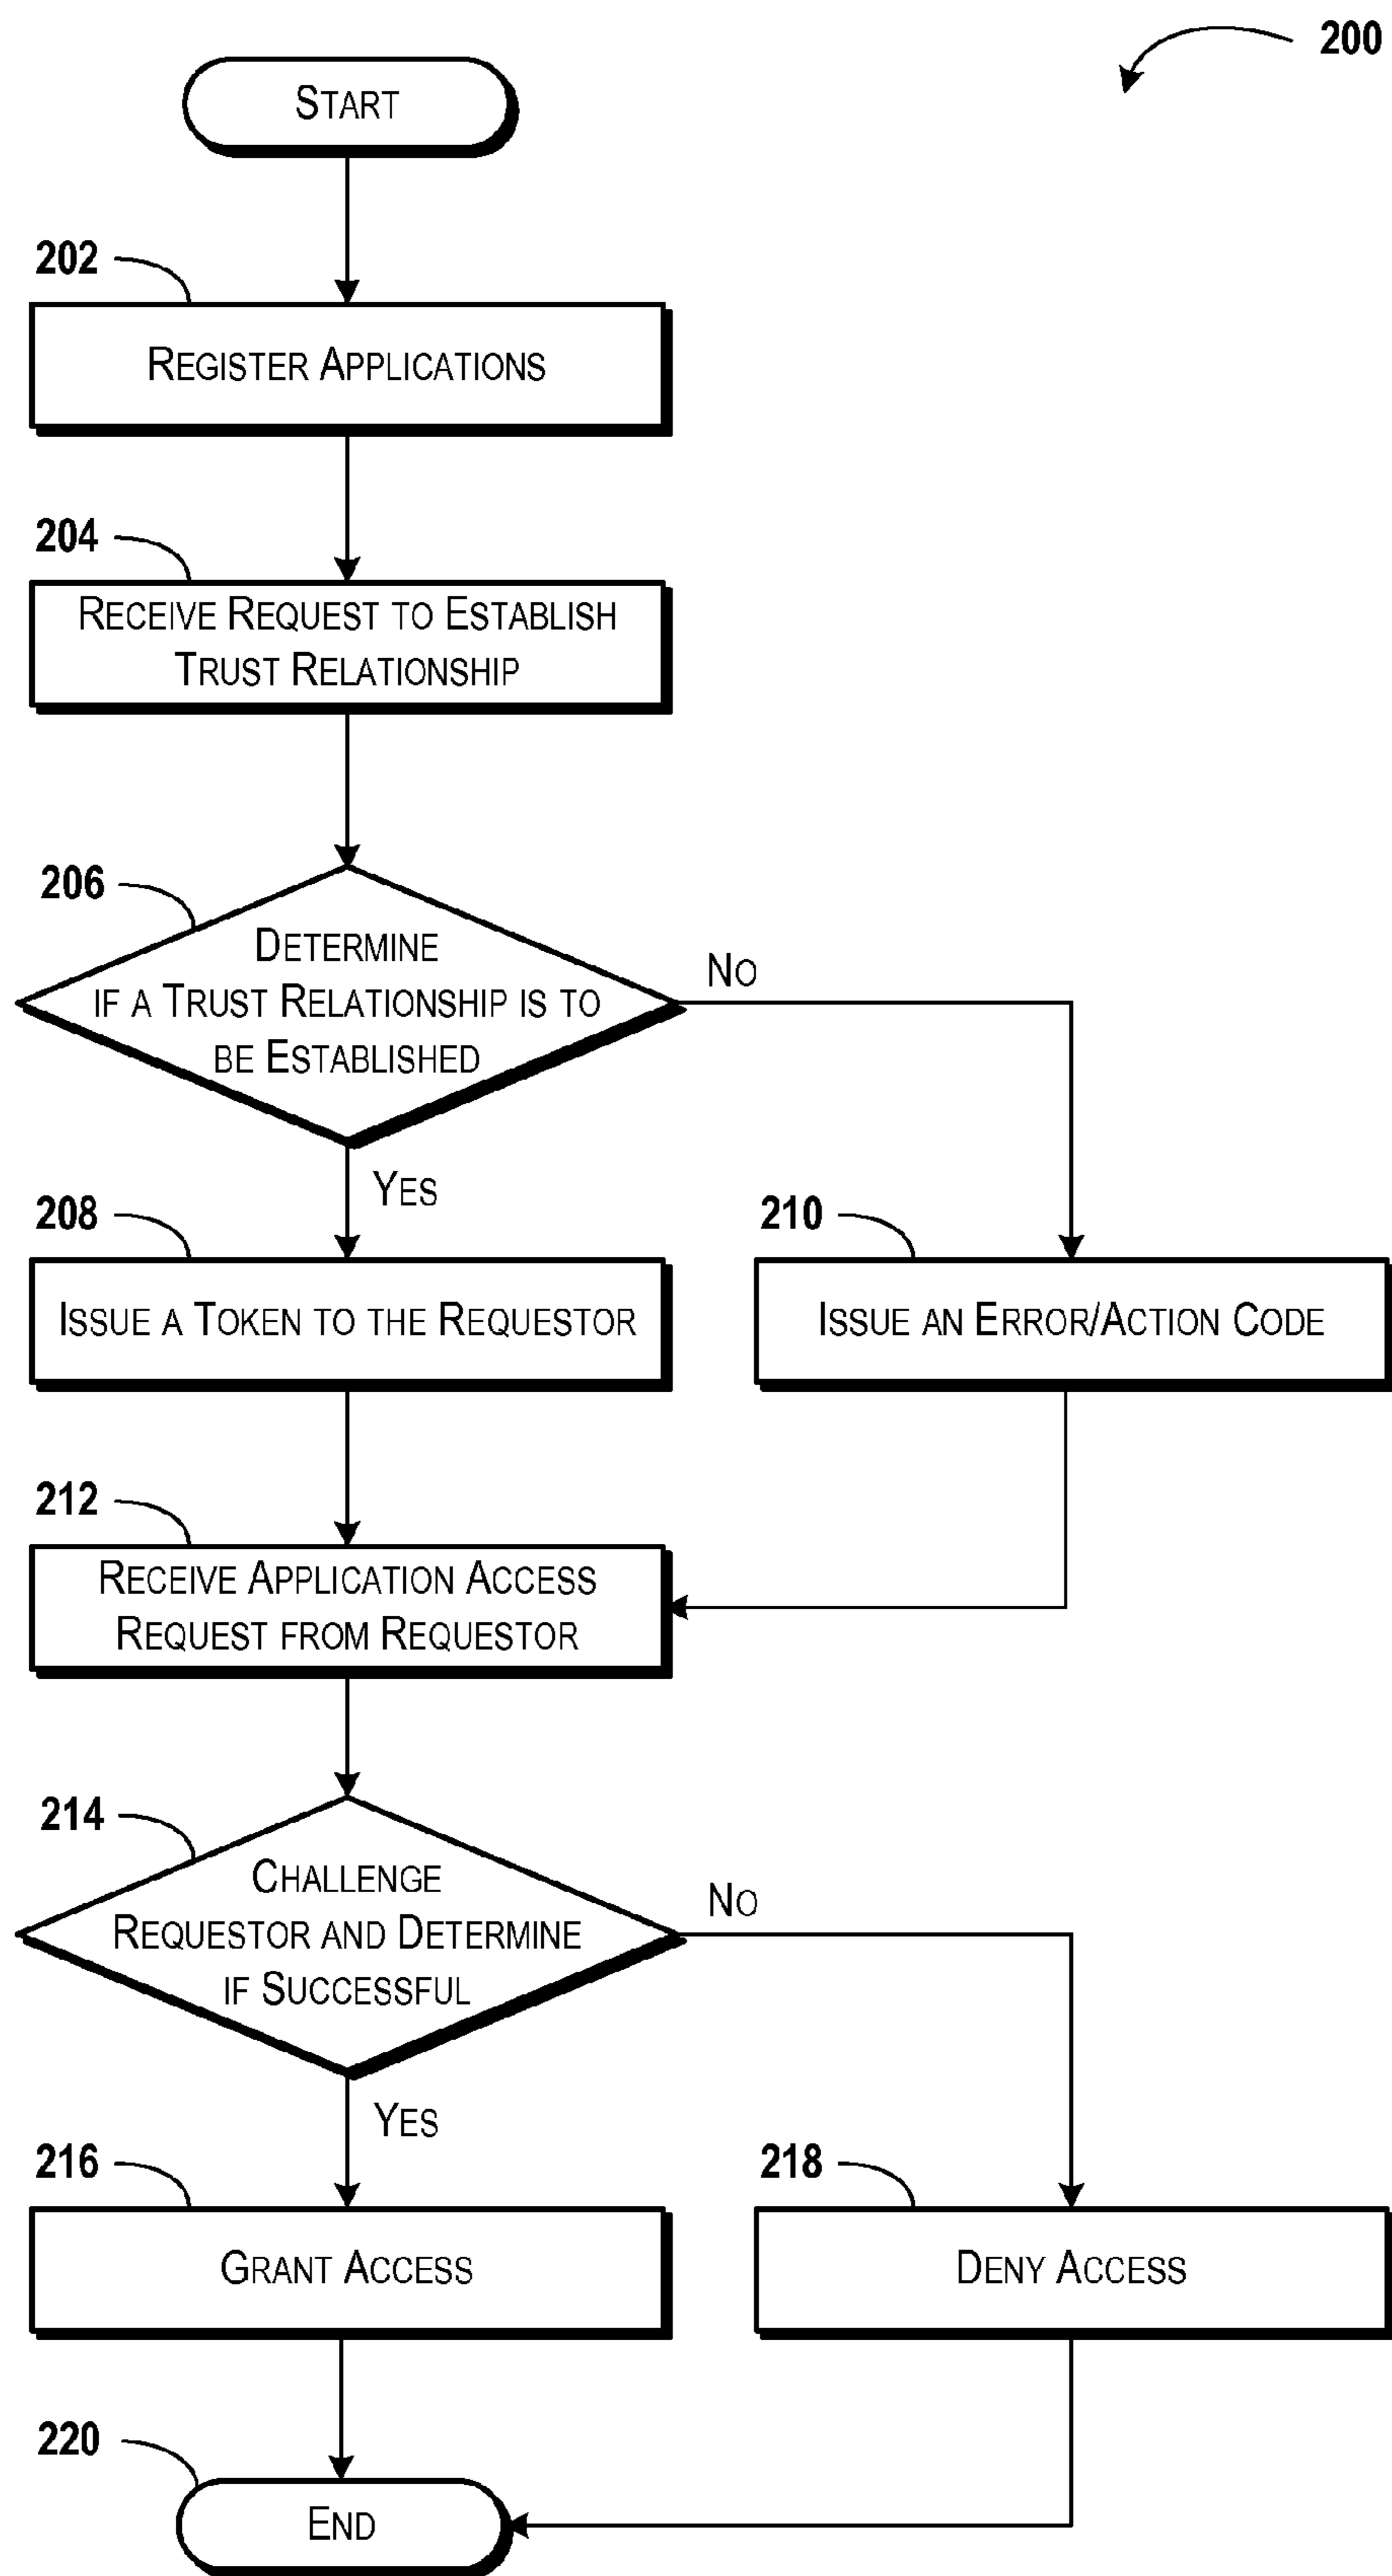 200
START
202
REGISTER APPLICATIONS
204
RECEIVE REQUEST TO ESTABLISH
TRUST RELATIONSHIP
206
DETERMINE
IF A TRUST RELATIONSHIP IS TO
BE ESTABLISHED
NO
YES
208
ISSUE A TOKEN TO THE REQUESTOR
210
ISSUE AN ERROR/ACTION CODE
212
RECEIVE APPLICATION ACCESS
REQUEST FROM REQUESTOR
214
CHALLENGE
REQUESTOR AND DETERMINE
IF SUCCESSFUL
NO
YES
216
GRANT ACCESS
218
DENY ACCESS
220
END